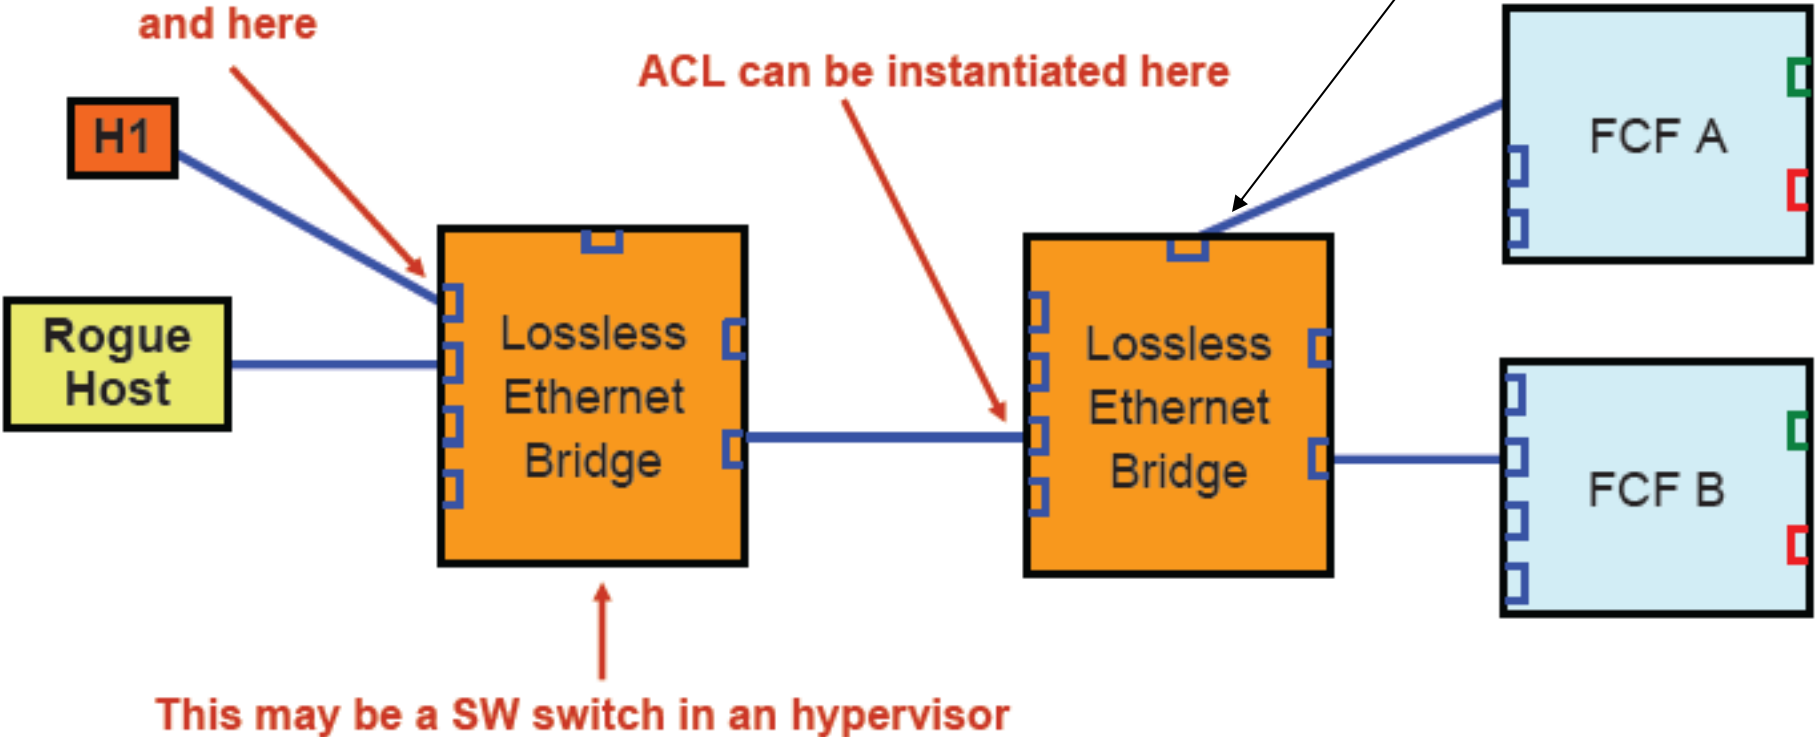 and here
ACL can be instantiated here
H1
FCF A
Rogue
Host
Lossless
Ethernet
Bridge
Lossless
Ethernet
Bridge
FCF B
This may be a SW switch in an hypervisor